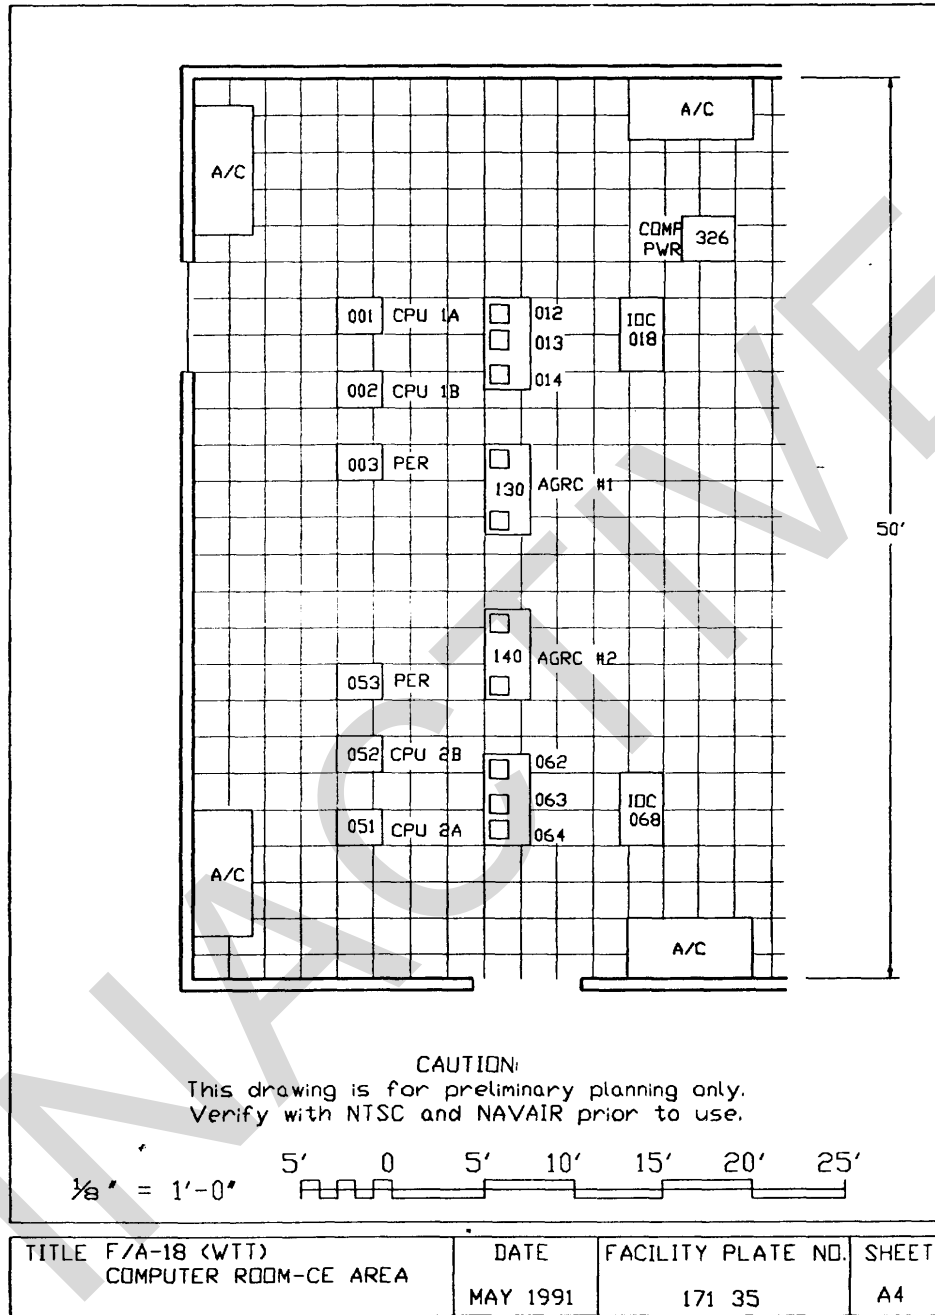 A/C
A/C
COMP
PWR
326
001 CPU 1A
012
013
014
IOC
018
002 CPU 1B
003 PER
130 AGRC #1
50'
140 AGRC #2
053 PER
052 CPU 2B
062
063
064
IOC
068
051 CPU 2A
A/C
A/C
CAUTION:
This drawing is for preliminary planning only.
Verify with NTSC and NAVAIR prior to use.
5' 0 5' 10' 15' 20' 25'
1/8" = 1'-0"
TITLE F/A-18 (WTT)
COMPUTER ROOM-CE AREA
DATE
MAY 1991
FACILITY PLATE NO.
171 35
SHEET
A4
INACTIVE